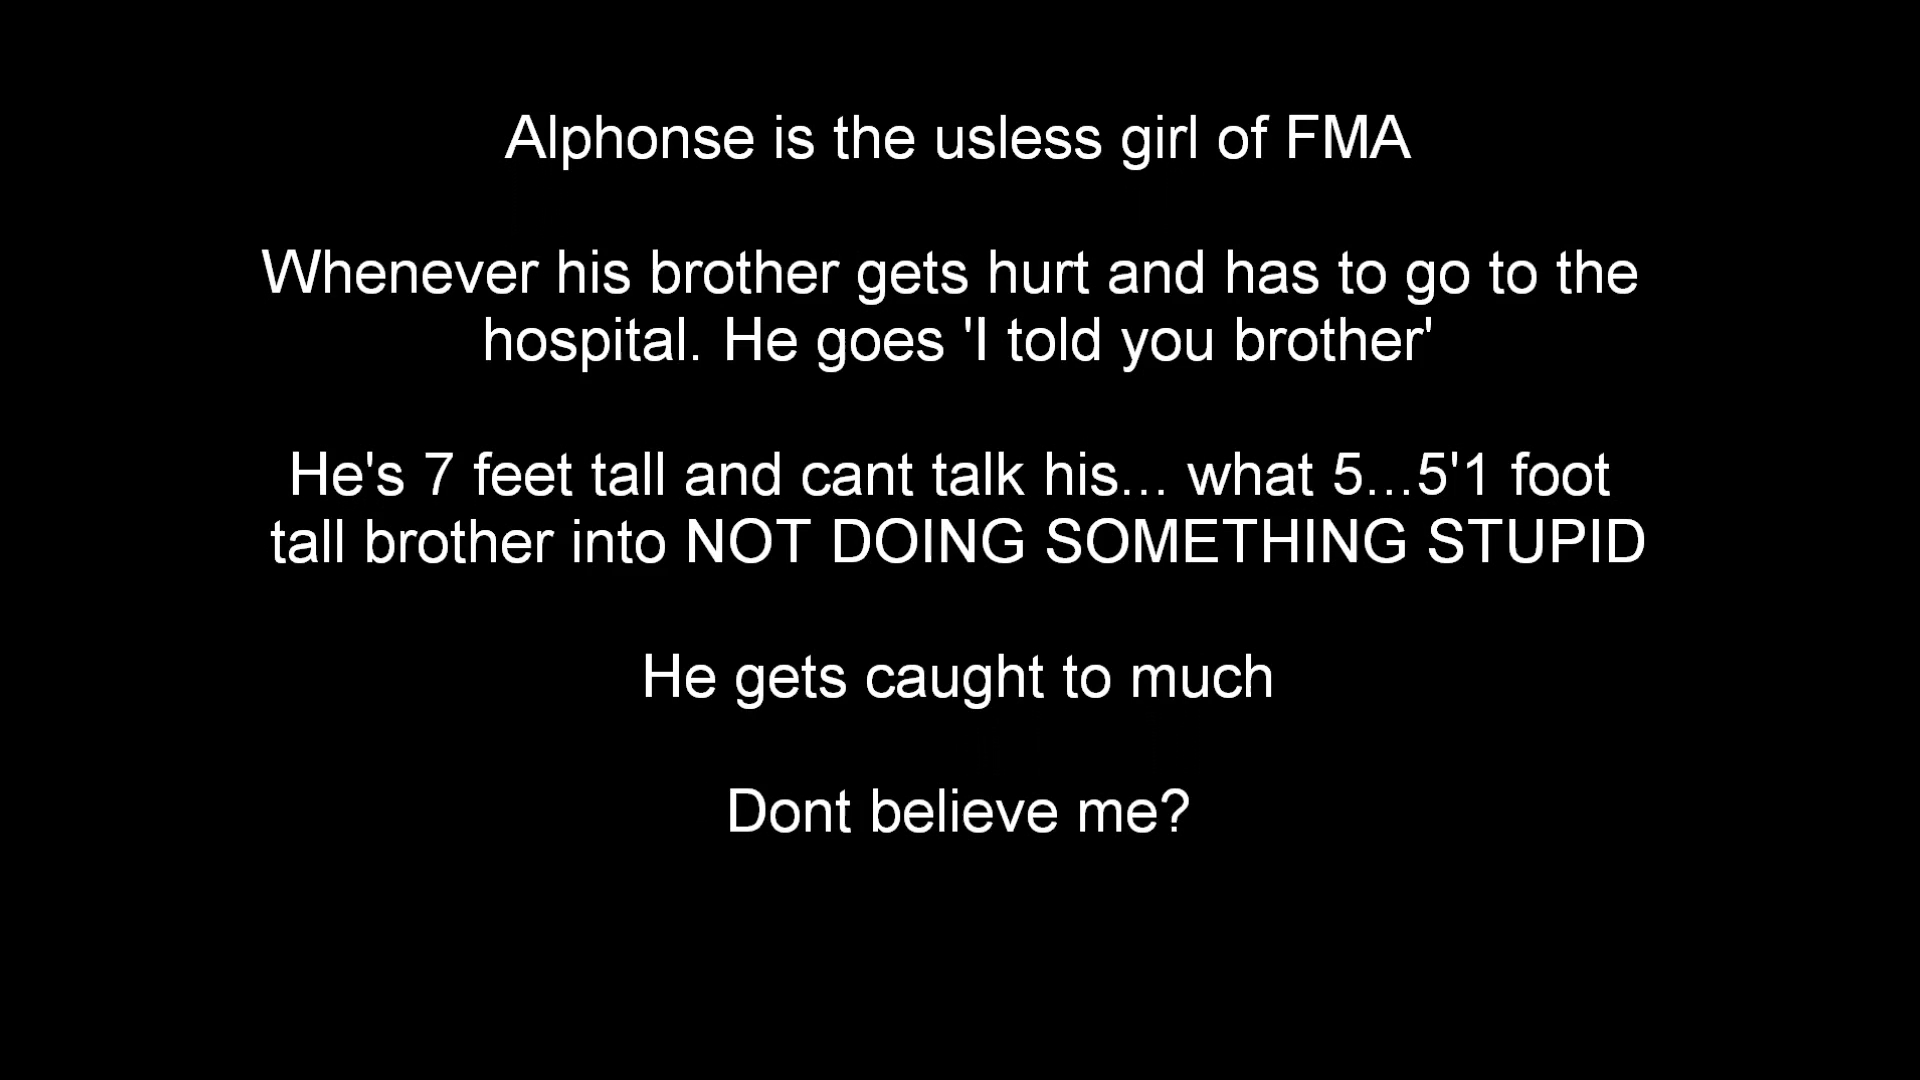 Alphonse is the usless girl of FMA
Whenever his brother gets hurt and has to go to the
hospital. He goes 'I told you brother'
He's 7 feet tall and cant talk his... what 5...5'1 foot
tall brother into NOT DOING SOMETHING STUPID
He gets caught to much
Dont believe me?